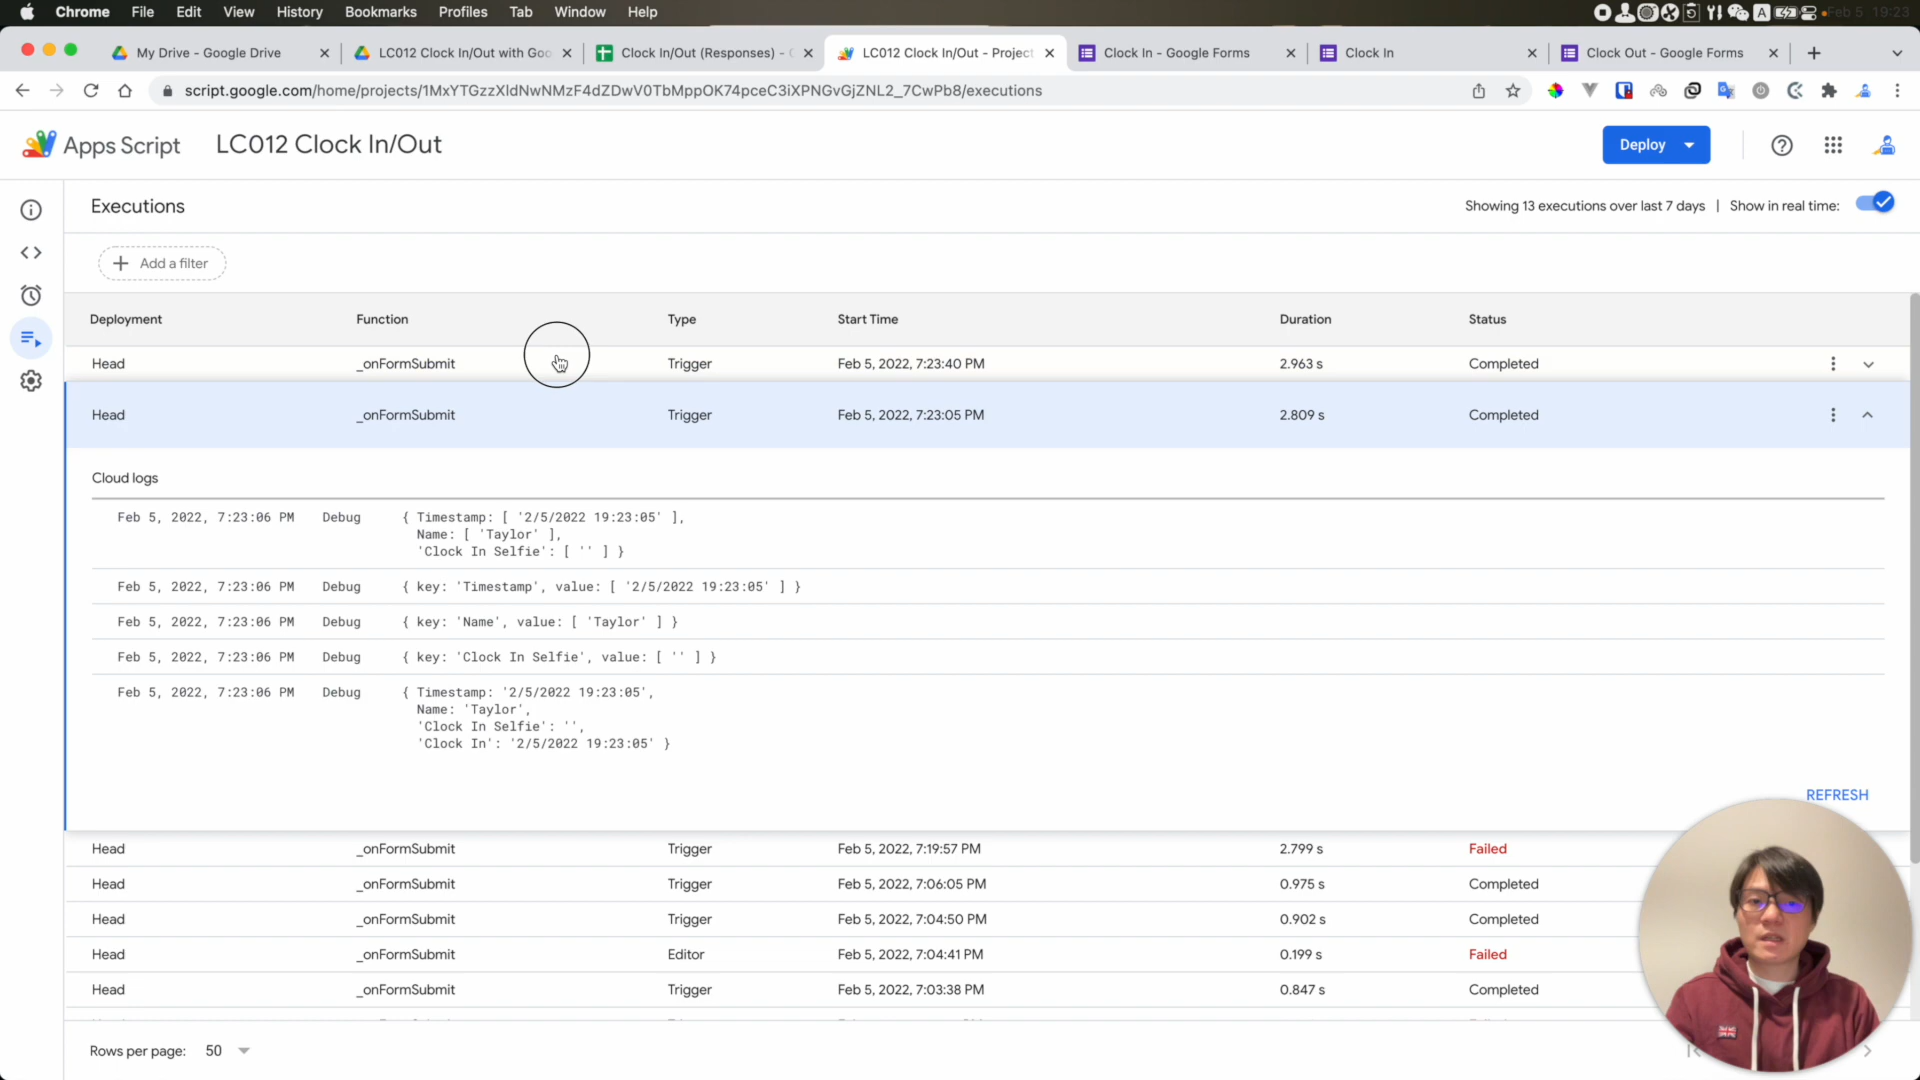 Chrome File Edit View History Bookmarks Profiles Tab Window Help Feb 5 19:23
My Drive - Google Drive
LC012 Clock In/Out with Goo
Clock In/Out (Responses) -
LC012 Clock In/Out - Project
Clock In - Google Forms
Clock In
Clock Out - Google Forms
script.google.com/home/projects/1MxYTGzzXldNwNMzF4dZDwV0TbMppOK74pceC3iXPNGvGjZNL2_7CwPb8/executions
Apps Script LC012 Clock In/Out Deploy
Executions Showing 13 executions over last 7 days | Show in real time:
Add a filter
Deployment Function Type Start Time Duration Status
Head _onFormSubmit Trigger Feb 5, 2022, 7:23:40 PM 2.963 s Completed
Head _onFormSubmit Trigger Feb 5, 2022, 7:23:05 PM 2.809 s Completed
Cloud logs
Feb 5, 2022, 7:23:06 PM Debug { Timestamp: [ '2/5/2022 19:23:05' ],
Name: [ 'Taylor' ],
'Clock In Selfie': [ '' ] }
Feb 5, 2022, 7:23:06 PM Debug { key: 'Timestamp', value: [ '2/5/2022 19:23:05' ] }
Feb 5, 2022, 7:23:06 PM Debug { key: 'Name', value: [ 'Taylor' ] }
Feb 5, 2022, 7:23:06 PM Debug { key: 'Clock In Selfie', value: [ '' ] }
Feb 5, 2022, 7:23:06 PM Debug { Timestamp: '2/5/2022 19:23:05',
Name: 'Taylor',
'Clock In Selfie': '',
'Clock In': '2/5/2022 19:23:05' }
REFRESH
Head _onFormSubmit Trigger Feb 5, 2022, 7:19:57 PM 2.799 s Failed
Head _onFormSubmit Trigger Feb 5, 2022, 7:06:05 PM 0.975 s Completed
Head _onFormSubmit Trigger Feb 5, 2022, 7:04:50 PM 0.902 s Completed
Head _onFormSubmit Editor Feb 5, 2022, 7:04:41 PM 0.199 s Failed
Head _onFormSubmit Trigger Feb 5, 2022, 7:03:38 PM 0.847 s Completed
Rows per page: 50